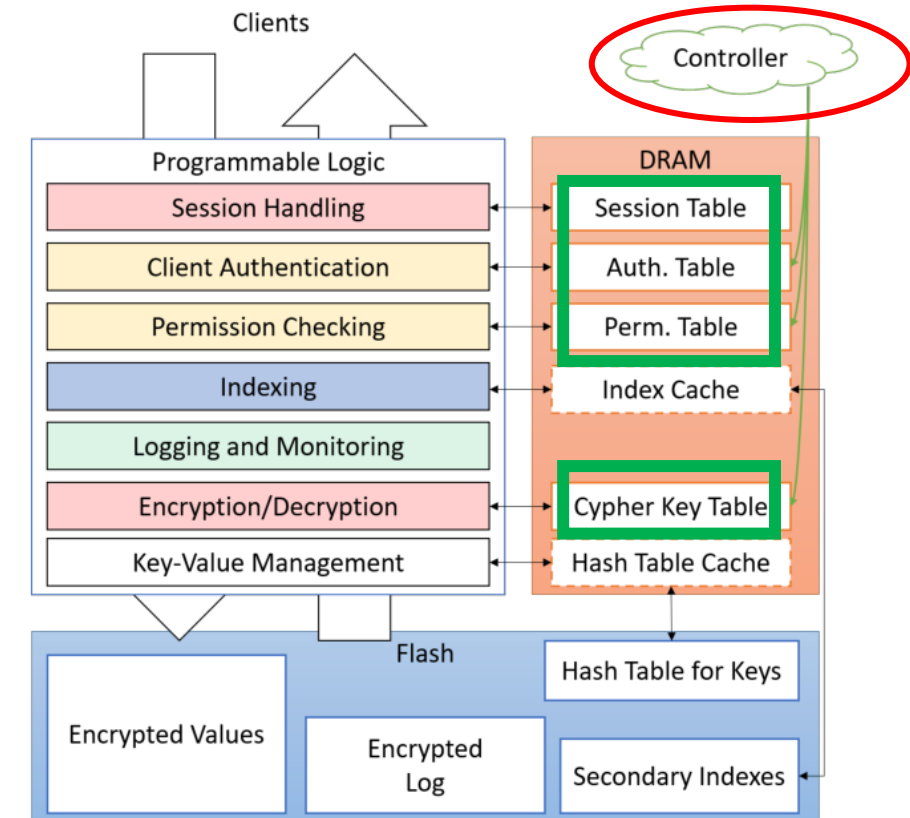 Clients
Controller
Programmable Logic
DRAM
Session Handling
Session Table
Client Authentication
Auth. Table
Permission Checking
Perm. Table
Indexing
Index Cache
Logging and Monitoring
Encryption/Decryption
Cypher Key Table
Key-Value Management
Hash Table Cache
Flash
Hash Table for Keys
Encrypted Values
Encrypted
Log
Secondary Indexes